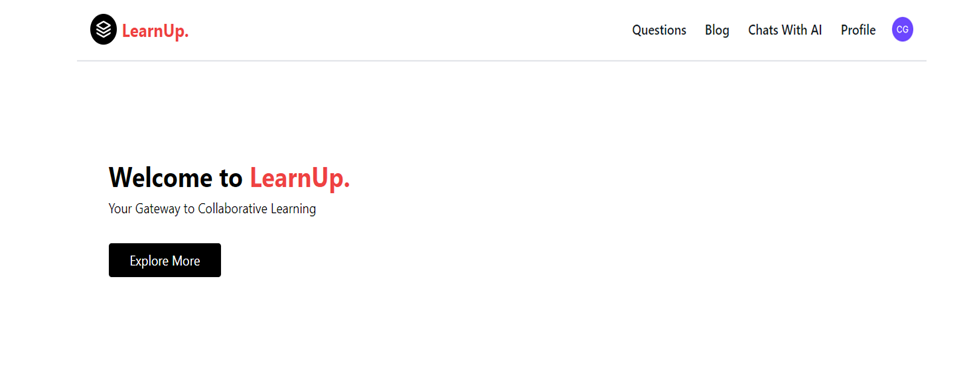 LearnUp.
Questions Blog Chats With AI Profile CG
Welcome to LearnUp.
Your Gateway to Collaborative Learning
Explore More